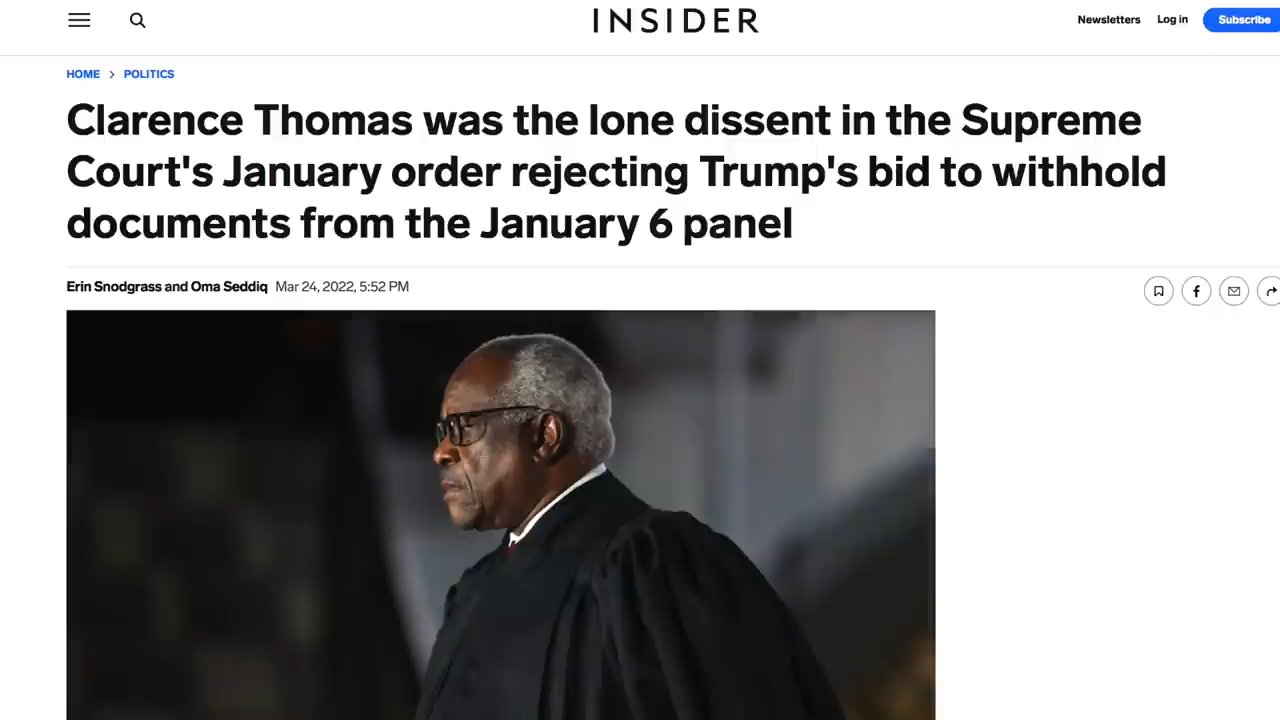 INSIDER
Newsletters Log in Subscribe
HOME > POLITICS
Clarence Thomas was the lone dissent in the Supreme
Court's January order rejecting Trump's bid to withhold
documents from the January 6 panel
Erin Snodgrass and Oma Seddiq Mar 24, 2022, 5:52 PM